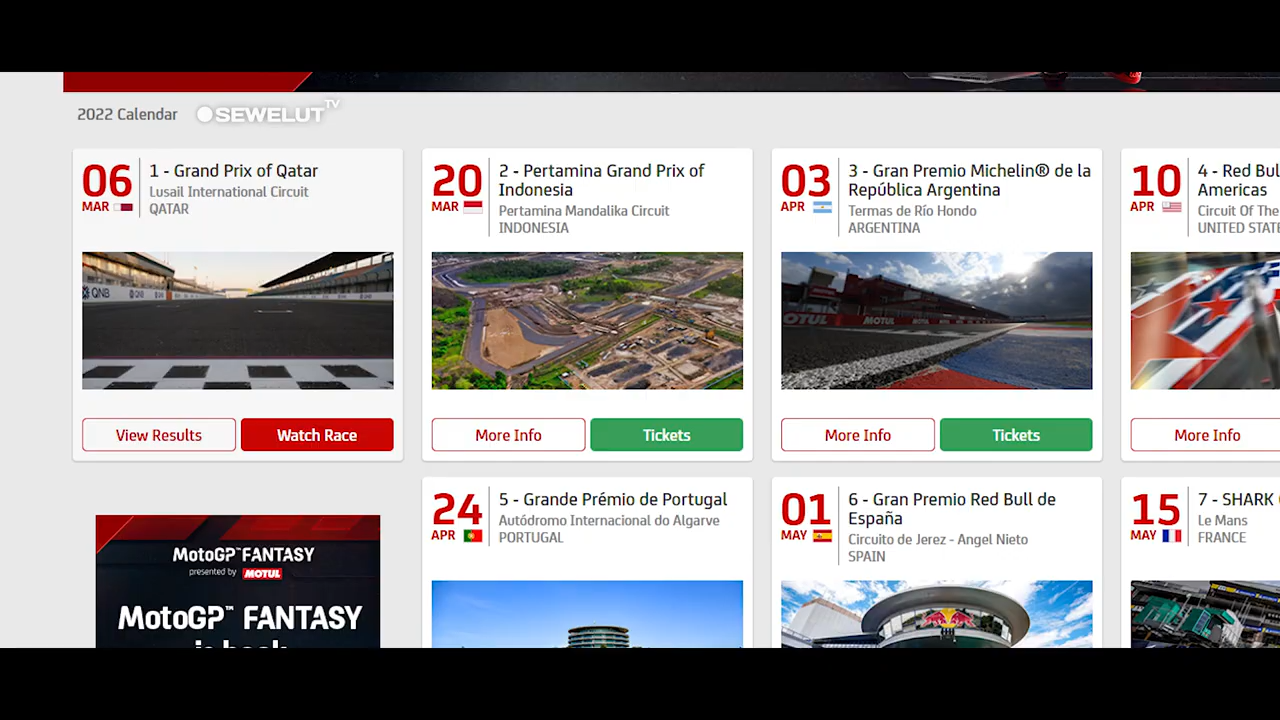 2022 Calendar
SEWELUT TV
06
MAR
1 - Grand Prix of Qatar
Lusail International Circuit
QATAR
QNB
View Results
Watch Race
20
MAR
2 - Pertamina Grand Prix of
Indonesia
Pertamina Mandalika Circuit
INDONESIA
More Info
Tickets
03
APR
3 - Gran Premio Michelin® de la
República Argentina
Termas de Río Hondo
ARGENTINA
MOTUL
MOTUL
More Info
Tickets
10
APR
4 - Red Bul
Americas
Circuit Of The
UNITED STATE
More Info
MotoGP™ FANTASY
presented by MOTUL
MotoGP™ FANTASY
is back
24
APR
5 - Grande Prémio de Portugal
Autódromo Internacional do Algarve
PORTUGAL
01
MAY
6 - Gran Premio Red Bull de
España
Circuito de Jerez - Angel Nieto
SPAIN
15
MAY
7 - SHARK
Le Mans
FRANCE